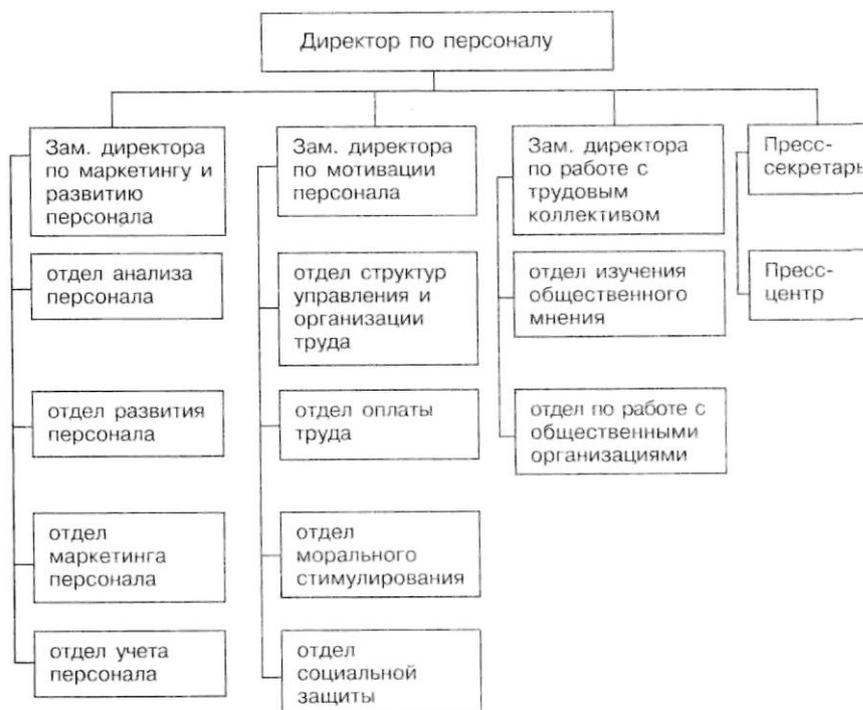 Директор по персоналу
Зам. директора
по маркетингу и
развитию
персонала
Зам. директора
по мотивации
персонала
Зам. директора
по работе с
трудовым
коллективом
Пресс-
секретарь
отдел анализа
персонала
отдел структур
управления и
организации
труда
отдел изучения
общественного
мнения
Пресс-
центр
отдел развития
персонала
отдел оплаты
труда
отдел по работе с
общественными
организациями
отдел
маркетинга
персонала
отдел
морального
стимулирования
отдел учета
персонала
отдел
социальной
защиты